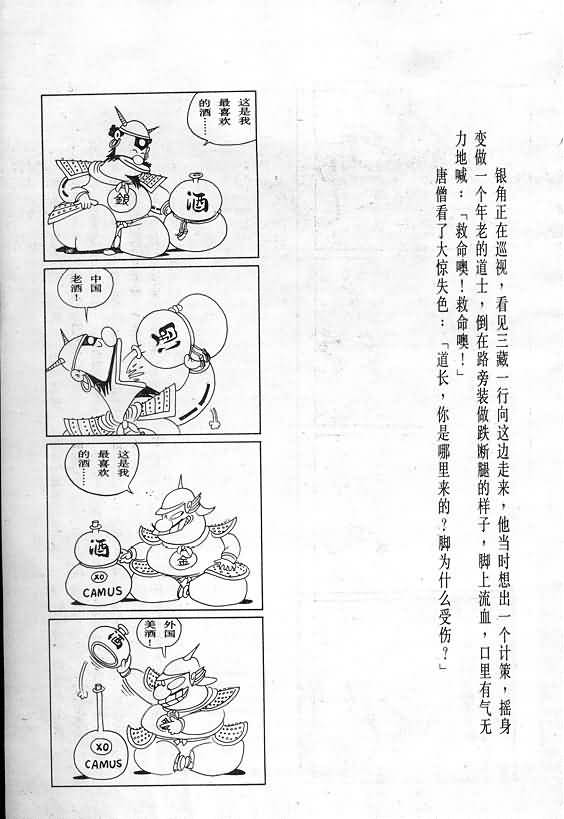 银角正在巡视，看见三藏一行向这边走来，他当时想出一个计策，摇身
变做一个年老的道士，倒在路旁装做跌断腿的样子，脚上流血，口里有气无
力地喊：「救命噢！救命噢！」
唐僧看了大惊失色：「道长，你是哪里来的？脚为什么受伤？」
这是我
最喜欢
的酒……
銀
酒
中国
老酒！
酒
这是我
最喜欢
的酒……
酒
金
XO
CAMUS
外国
美酒！
酒
XO
CAMUS